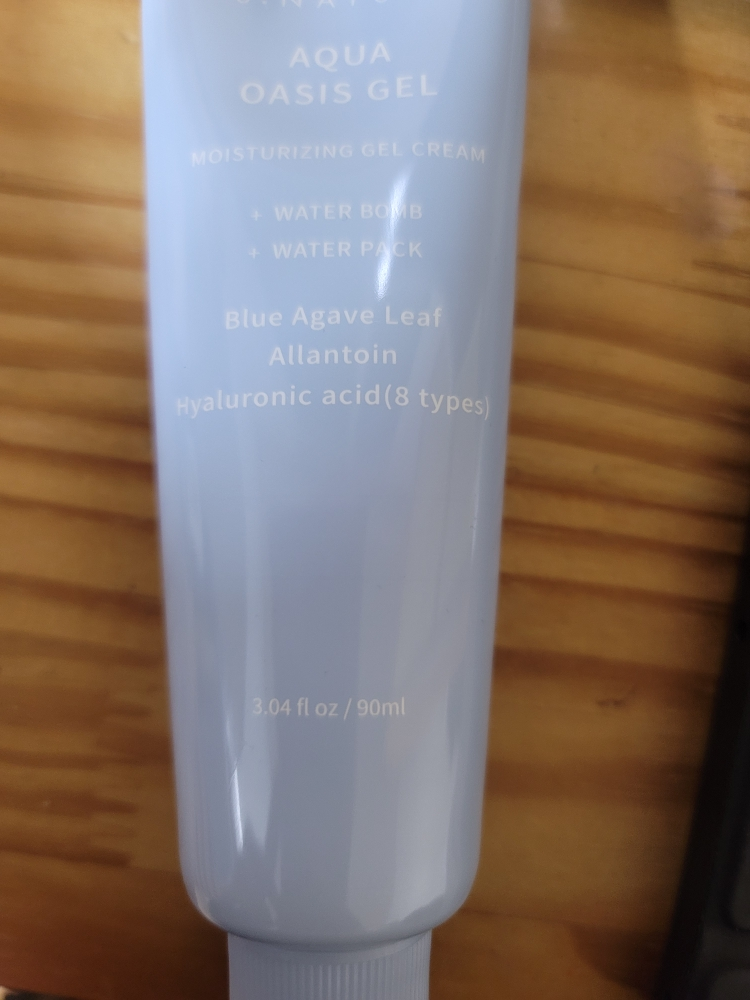 AQUA
OASIS GEL
MOISTURIZING GEL CREAM
+ WATER BOMB
+ WATER PACK
Blue Agave Leaf
Allantoin
Hyaluronic acid(8 types)
3.04 fl oz / 90ml